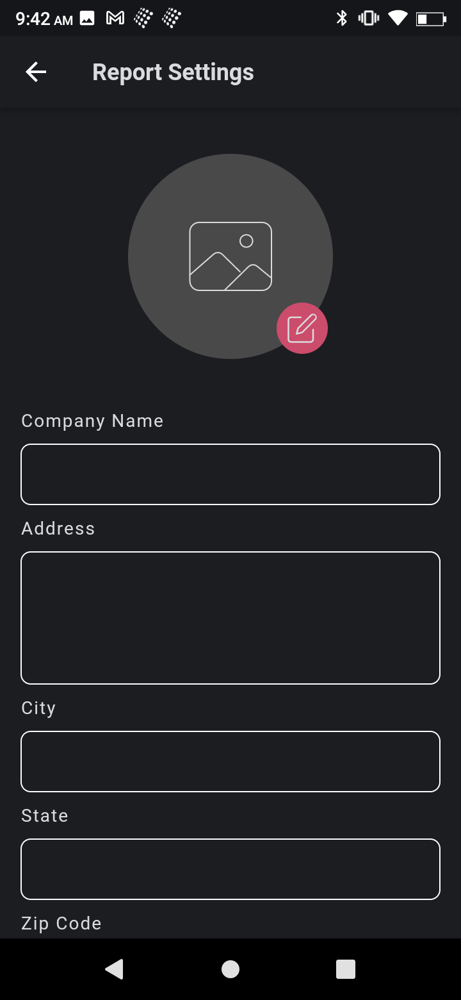 9:42 AM
Report Settings
Company Name
Address
City
State
Zip Code